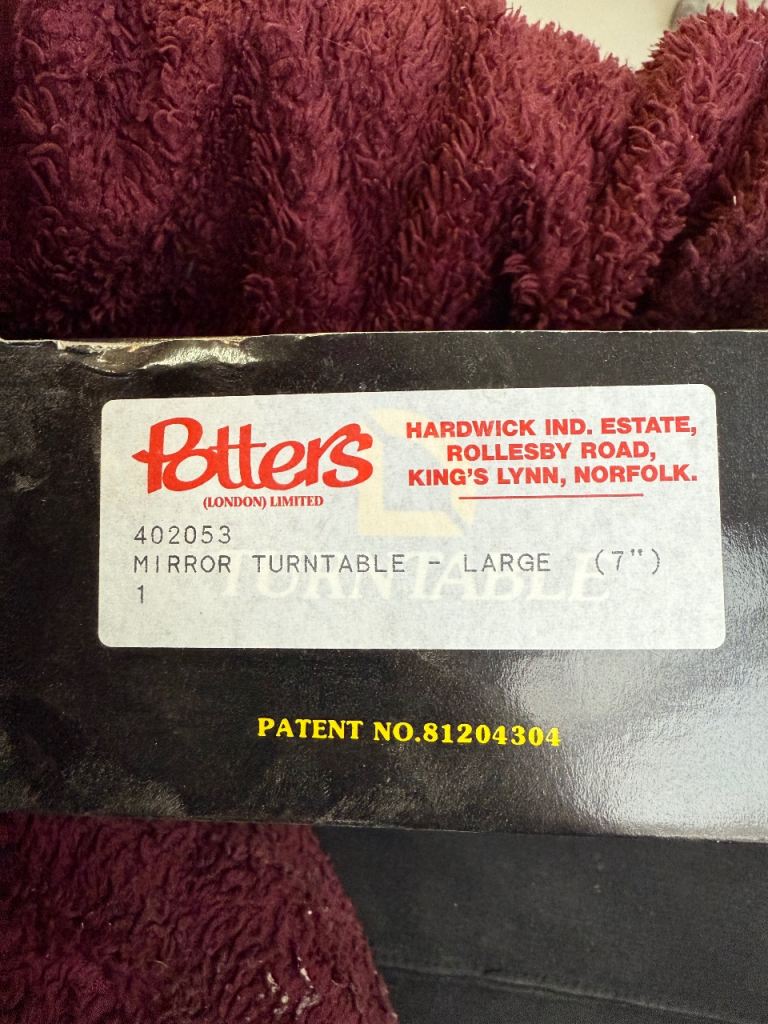 Potters
(LONDON) LIMITED
HARDWICK IND. ESTATE,
ROLLESBY ROAD,
KING'S LYNN, NORFOLK.
402053
MIRROR TURNTABLE - LARGE (7")
1
TURNTABLE
PATENT NO.81204304